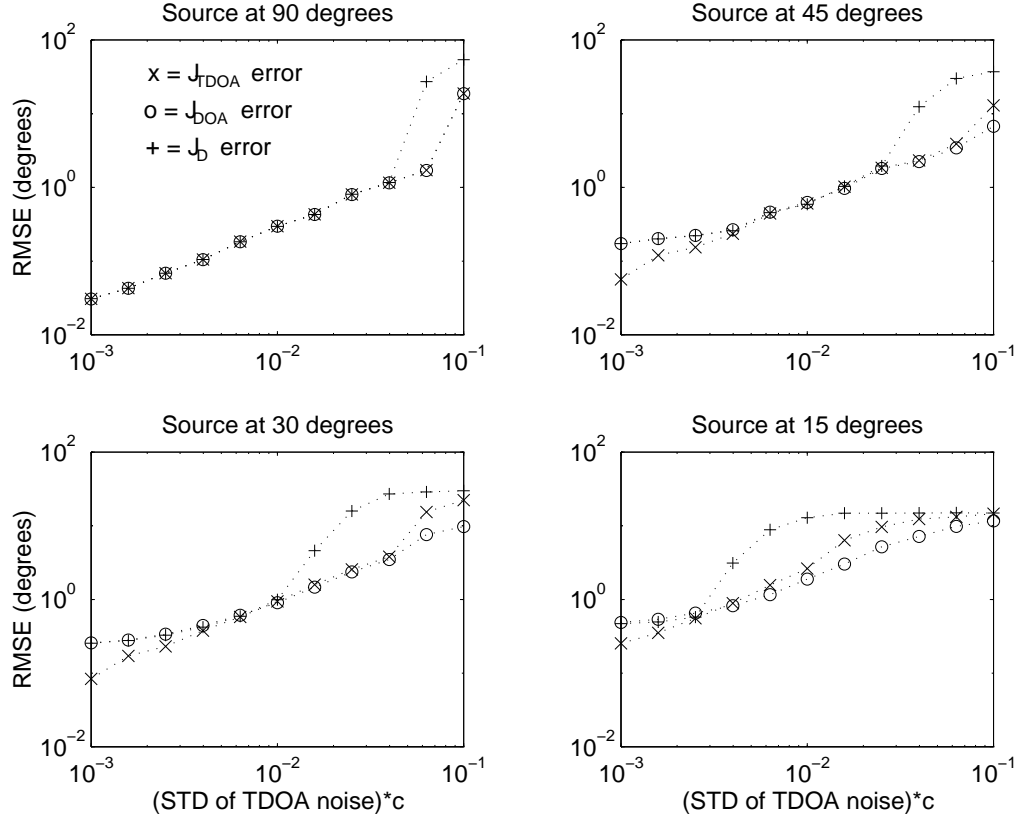 Source at 90 degrees
10^2
10^0
10^-2
RMSE (degrees)
x = J_TDOA error
o = J_DOA error
+ = J_D error
10^-3
10^-2
10^-1
Source at 45 degrees
10^2
10^0
10^-2
10^-3
10^-2
10^-1
Source at 30 degrees
10^2
10^0
10^-2
RMSE (degrees)
10^-3
10^-2
10^-1
(STD of TDOA noise)*c
Source at 15 degrees
10^2
10^0
10^-2
10^-3
10^-2
10^-1
(STD of TDOA noise)*c